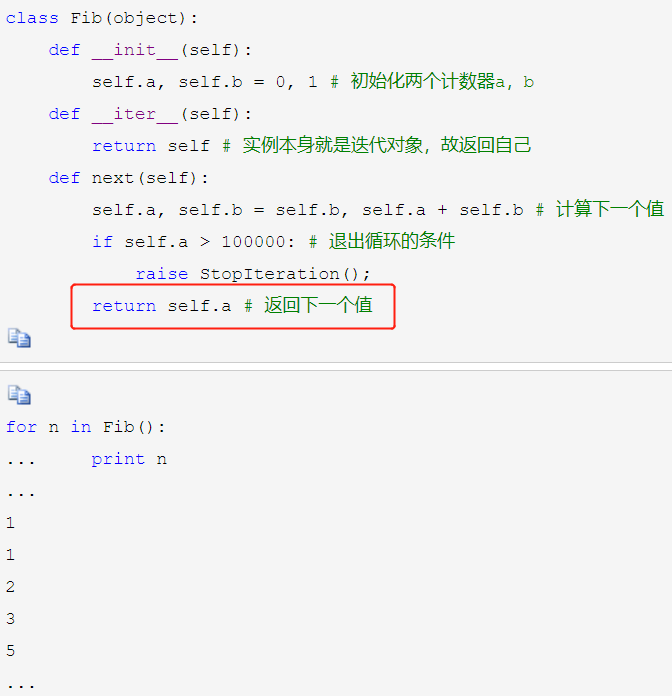 class Fib(object):
    def __init__(self):
        self.a, self.b = 0, 1 # 初始化两个计数器a，b
    def __iter__(self):
        return self # 实例本身就是迭代对象，故返回自己
    def next(self):
        self.a, self.b = self.b, self.a + self.b # 计算下一个值
        if self.a > 100000: # 退出循环的条件
            raise StopIteration();
        return self.a # 返回下一个值
for n in Fib():
...     print n
...
1
1
2
3
5
...